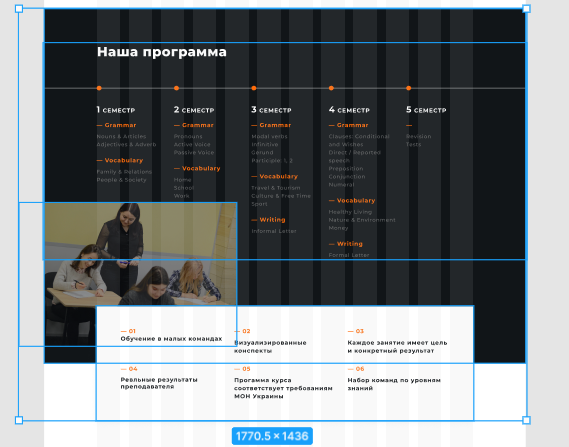 Наша программа
1 СЕМЕСТР
— Grammar
Nouns & Articles
Adjectives & Adverb
— Vocabulary
Family & Relations
People & Society
2 СЕМЕСТР
— Grammar
Pronouns
Active Voice
Passive Voice
— Vocabulary
Home
School
Work
3 СЕМЕСТР
— Grammar
Modal verbs
Infinitive
Gerund
Participle 1, 2
— Vocabulary
Travel & Tourism
Culture & Free Time
Sport
— Writing
Informal Letter
4 СЕМЕСТР
— Grammar
Clauses: Conditional
and Wishes
Direct / Reported
speech
Preposition
Conjunction
Numeral
— Vocabulary
Healthy Living
Nature & Environment
Money
— Writing
Formal Letter
5 СЕМЕСТР
—
Revision
Tests
— 01
Обучение в малых командах
— 02
Визуализированные
конспекты
— 03
Каждое занятие имеет цель
и конкретный результат
— 04
Реальные результаты
преподавателя
— 05
Прогамма курса
соответствует требованиям
МОН Украины
— 06
Набор команд по уровням
знаний
1770.5 × 1436